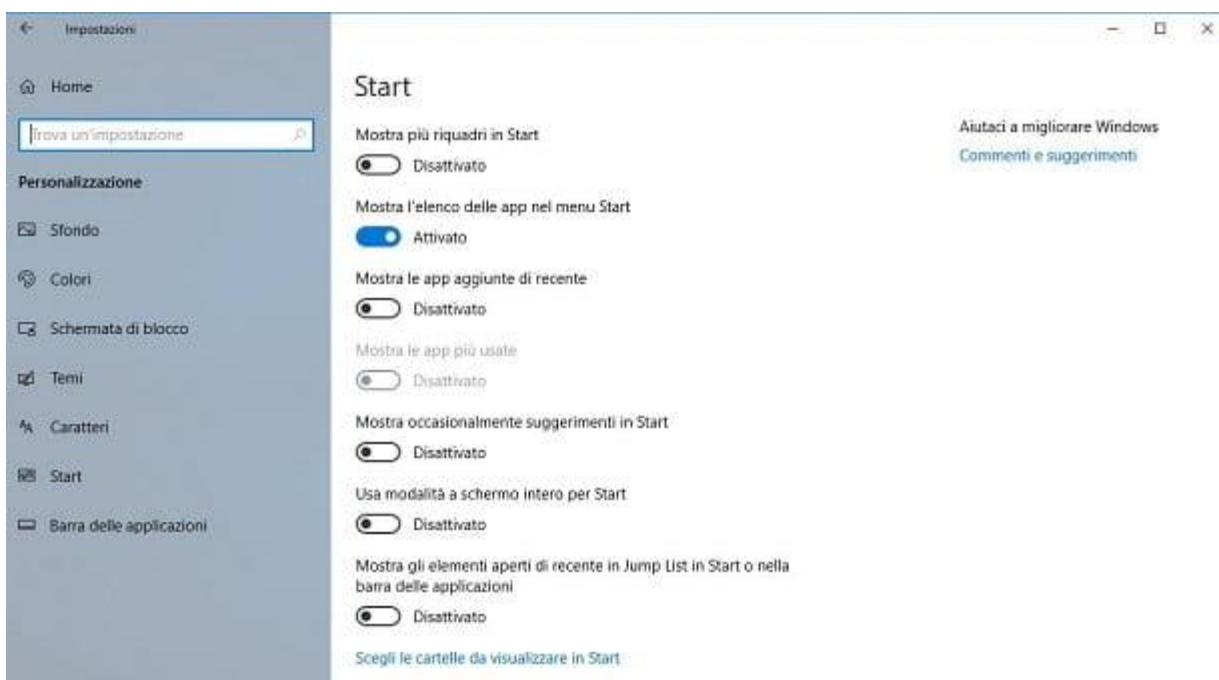 Impostazioni
Home
Trova un'impostazione
Personalizzazione
Sfondo
Colori
Schermata di blocco
Temi
Caratteri
Start
Barra delle applicazioni
Start
Mostra più riquadri in Start
Disattivato
Mostra l'elenco delle app nel menu Start
Attivato
Mostra le app aggiunte di recente
Disattivato
Mostra le app più usate
Disattivato
Mostra occasionalmente suggerimenti in Start
Disattivato
Usa modalità a schermo intero per Start
Disattivato
Mostra gli elementi aperti di recente in Jump List in Start o nella
barra delle applicazioni
Disattivato
Scegli le cartelle da visualizzare in Start
Aiutaci a migliorare Windows
Commenti e suggerimenti